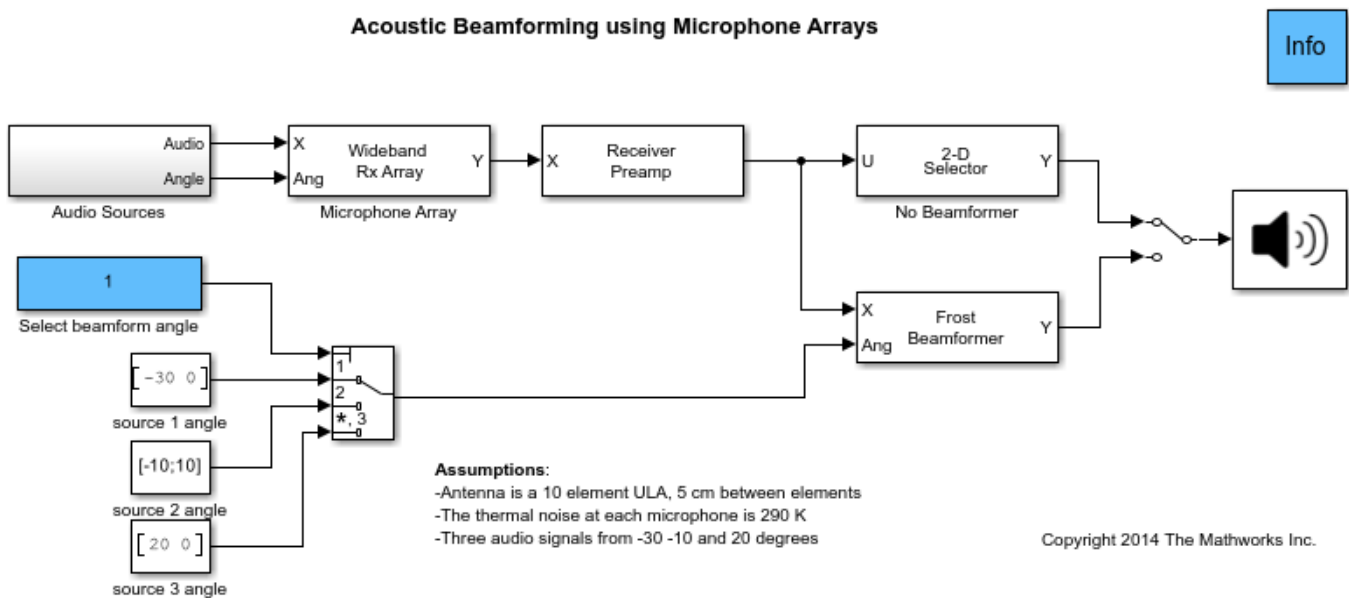 Acoustic Beamforming using Microphone Arrays
Info
Audio
Angle
Audio Sources
X
Ang
Wideband
Rx Array
Y
Microphone Array
X
Receiver
Preamp
U
2-D
Selector
Y
No Beamformer
1
Select beamform angle
X
Ang
Frost
Beamformer
Y
[-30 0]
source 1 angle
1
2
*, 3
[-10;10]
source 2 angle
[20 0]
source 3 angle
Assumptions:
-Antenna is a 10 element ULA, 5 cm between elements
-The thermal noise at each microphone is 290 K
-Three audio signals from -30 -10 and 20 degrees
Copyright 2014 The Mathworks Inc.